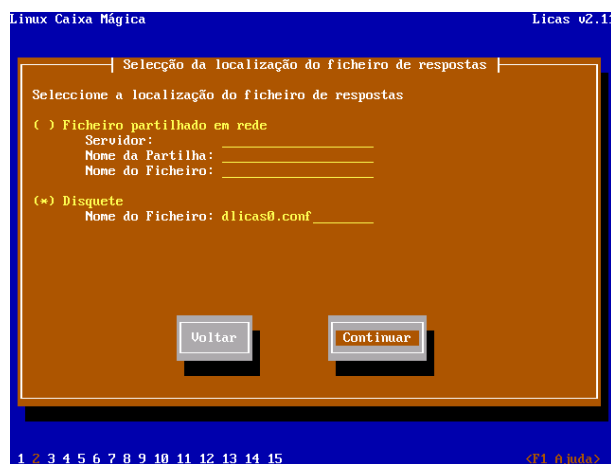 Linux Caixa Mágica Licas v2.11
Selecção da localização do ficheiro de respostas
Seleccione a localização do ficheiro de respostas
( ) Ficheiro partilhado em rede
Servidor:
Nome da Partilha:
Nome do Ficheiro:
(*) Disquete
Nome do Ficheiro: dlicas0.conf
Voltar Continuar
1 2 3 4 5 6 7 8 9 10 11 12 13 14 15 <F1 Ajuda>